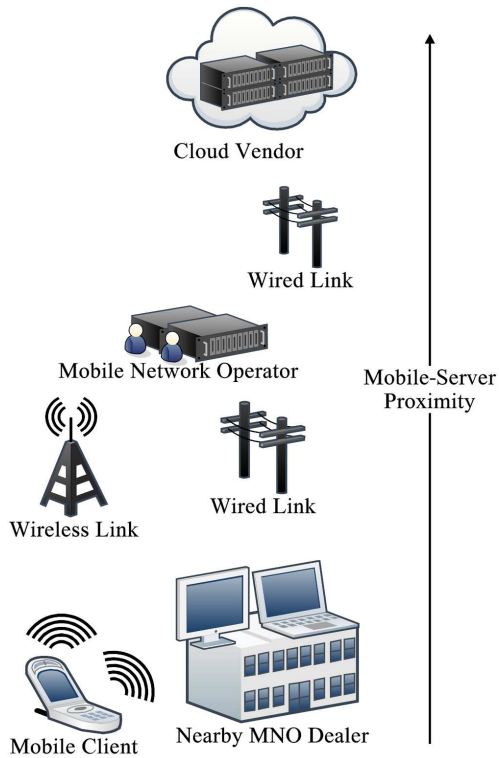 Cloud Vendor
Wired Link
Mobile Network Operator
Mobile-Server
Proximity
Wireless Link
Wired Link
Mobile Client
Nearby MNO Dealer